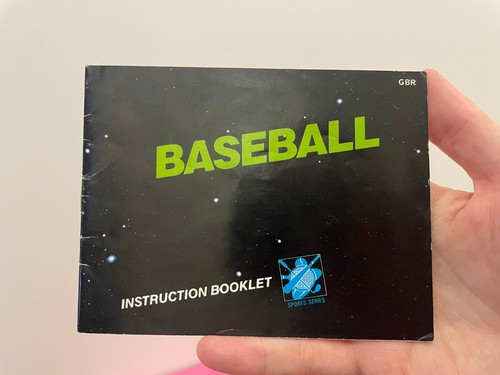 GBR
BASEBALL
INSTRUCTION BOOKLET
SPORTS SERIES